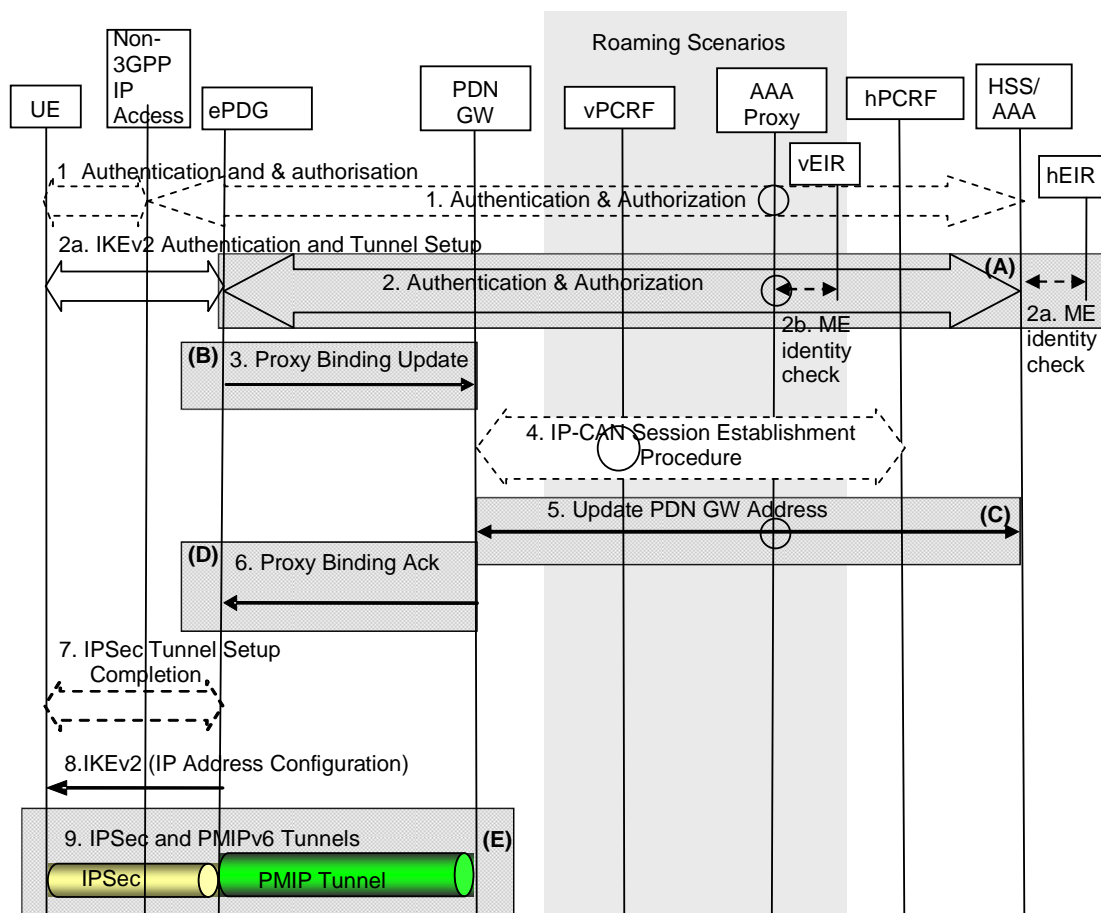 Roaming Scenarios
Non-
3GPP
IP
Access
UE
ePDG
PDN
GW
vPCRF
AAA
Proxy
hPCRF
HSS/
AAA
vEIR
hEIR
1 Authentication and & authorisation
1. Authentication & Authorization
2a. IKEv2 Authentication and Tunnel Setup
2. Authentication & Authorization
(A)
2b. ME
identity
check
2a. ME
identity
check
(B)
3. Proxy Binding Update
4. IP-CAN Session Establishment
Procedure
5. Update PDN GW Address
(C)
(D)
6. Proxy Binding Ack
7. IPSec Tunnel Setup
Completion
8.IKEv2 (IP Address Configuration)
9. IPSec and PMIPv6 Tunnels
(E)
IPSec
PMIP Tunnel